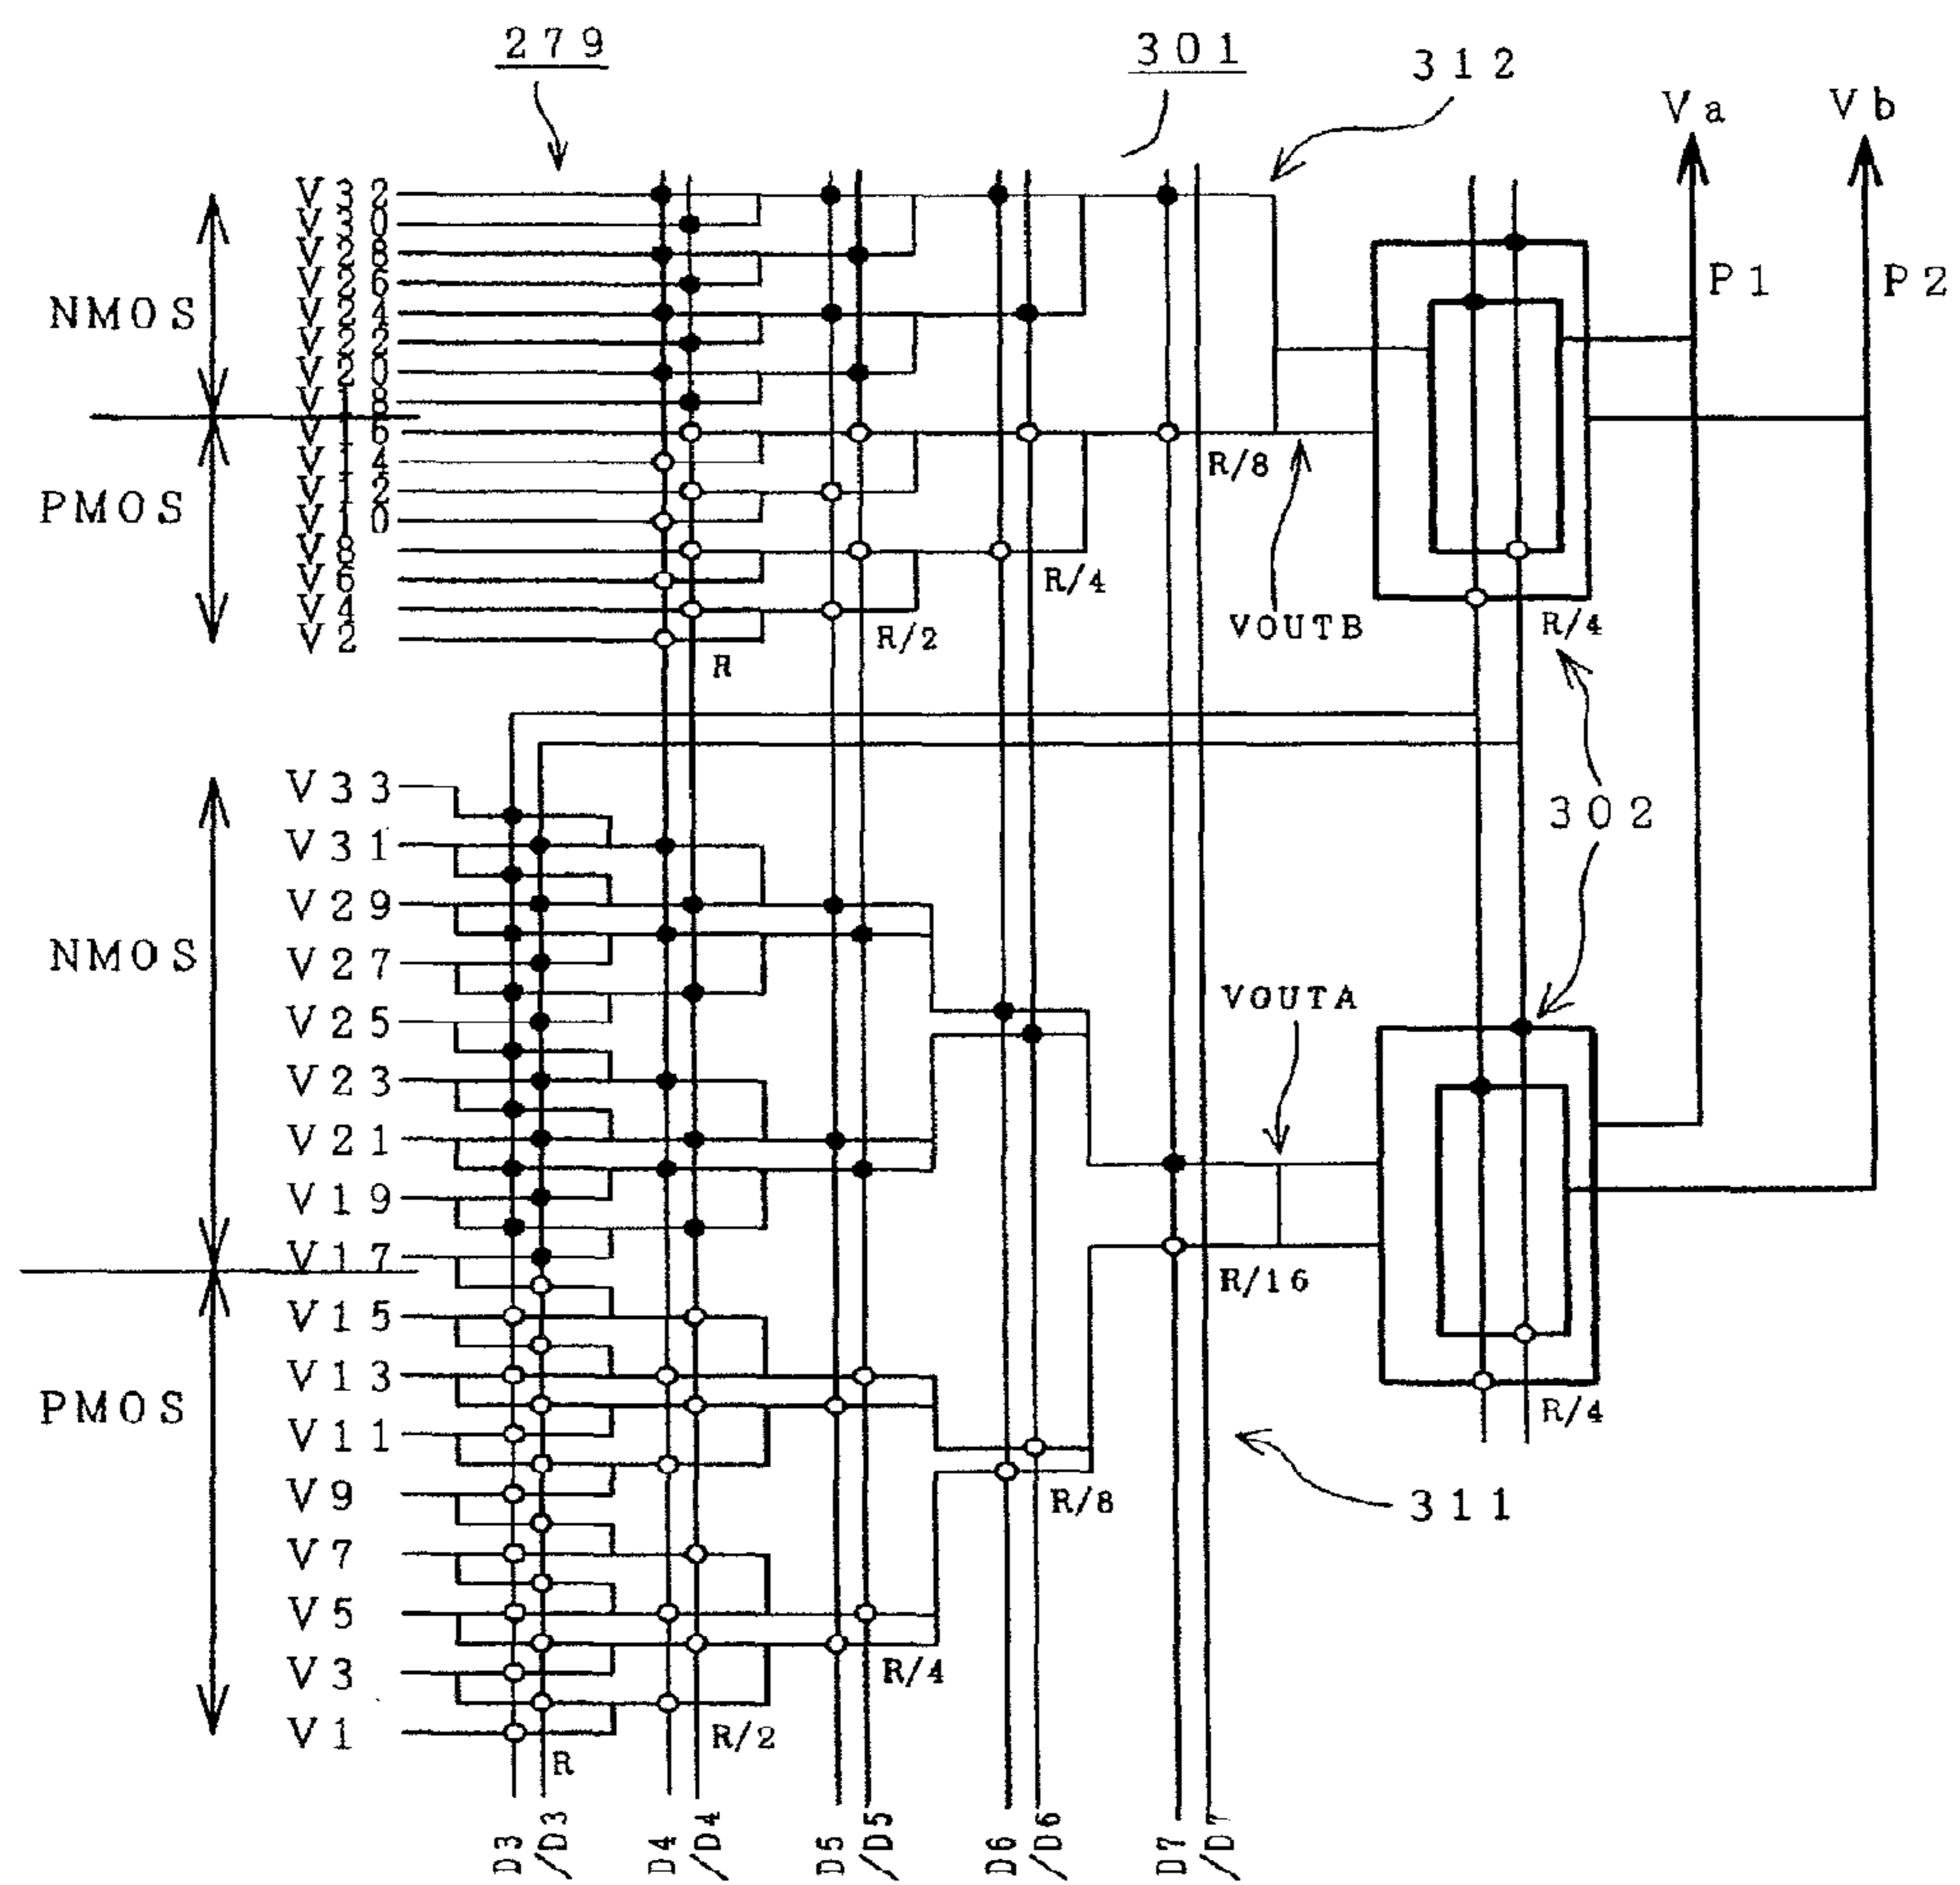 279
301
312
Va
Vb
V32
V30
V28
V26
V24
V22
V20
V18
V16
V14
V12
V10
V8
V6
V4
V2
NMOS
PMOS
P1
P2
R/8
R/4
R/2
R
VOUTB
R/4
302
V33
V31
V29
V27
V25
V23
V21
V19
V17
V15
V13
V11
V9
V7
V5
V3
V1
NMOS
PMOS
VOUTA
R/16
R/4
R/8
311
R/4
R/2
R
D3
/D3
D4
/D4
D5
/D5
D6
/D6
D7
/D7